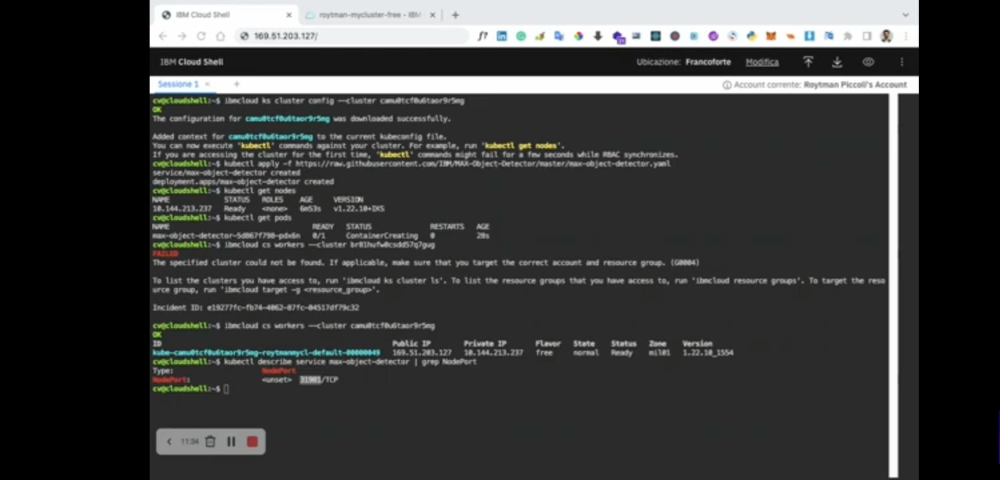 IBM Cloud Shell
roytman-mycluster-free - IBM
169.51.203.127/
IBM Cloud Shell
Ubicazione: Francoforte Modifica
Sessione 1
Account corrente: Roytman Piccoli's Account
cv@cloudshell:~$ ibmcloud ks cluster config --cluster camu0tcf0u6taor9r5mg
OK
The configuration for camu0tcf0u6taor9r5mg was downloaded successfully.
Added context for camu0tcf0u6taor9r5mg to the current kubeconfig file.
You can now execute 'kubectl' commands against your cluster. For example, run 'kubectl get nodes'.
If you are accessing the cluster for the first time, 'kubectl' commands might fail for a few seconds while RBAC synchronizes.
cv@cloudshell:~$ kubectl apply -f https://raw.githubusercontent.com/IBM/MAX-Object-Detector/master/max-object-detector.yaml
service/max-object-detector created
deployment.apps/max-object-detector created
cv@cloudshell:~$ kubectl get nodes
NAME STATUS ROLES AGE VERSION
10.144.213.237 Ready <none> 6m53s v1.22.10+IKS
cv@cloudshell:~$ kubectl get pods
NAME READY STATUS RESTARTS AGE
max-object-detector-5d867f798-pdx6n 0/1 ContainerCreating 0 28s
cv@cloudshell:~$ ibmcloud cs workers --cluster br81hufw0csdd57q7gug
FAILED
The specified cluster could not be found. If applicable, make sure that you target the correct account and resource group. (G0004)
To list the clusters you have access to, run 'ibmcloud ks cluster ls'. To list the resource groups that you have access to, run 'ibmcloud resource groups'. To target the reso
urce group, run 'ibmcloud target -g <resource_group>'.
Incident ID: e19277fc-fb74-4062-87fc-04517df79c32
cv@cloudshell:~$ ibmcloud cs workers --cluster camu0tcf0u6taor9r5mg
OK
ID Public IP Private IP Flavor State Status Zone Version
kube-camu0tcf0u6taor9r5mg-roytmanmycl-default-00000049 169.51.203.127 10.144.213.237 free normal Ready mil01 1.22.10_1554
cv@cloudshell:~$ kubectl describe service max-object-detector | grep NodePort
Type: NodePort
NodePort: <unset> 31981/TCP
cv@cloudshell:~$
11:34